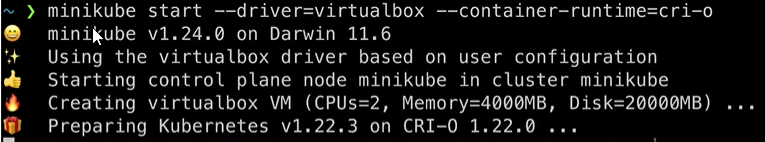 ~ ❯ minikube start --driver=virtualbox --container-runtime=cri-o
😄 minikube v1.24.0 on Darwin 11.6
✨ Using the virtualbox driver based on user configuration
👍 Starting control plane node minikube in cluster minikube
🔥 Creating virtualbox VM (CPUs=2, Memory=4000MB, Disk=20000MB) ...
🎁 Preparing Kubernetes v1.22.3 on CRI-O 1.22.0 ...